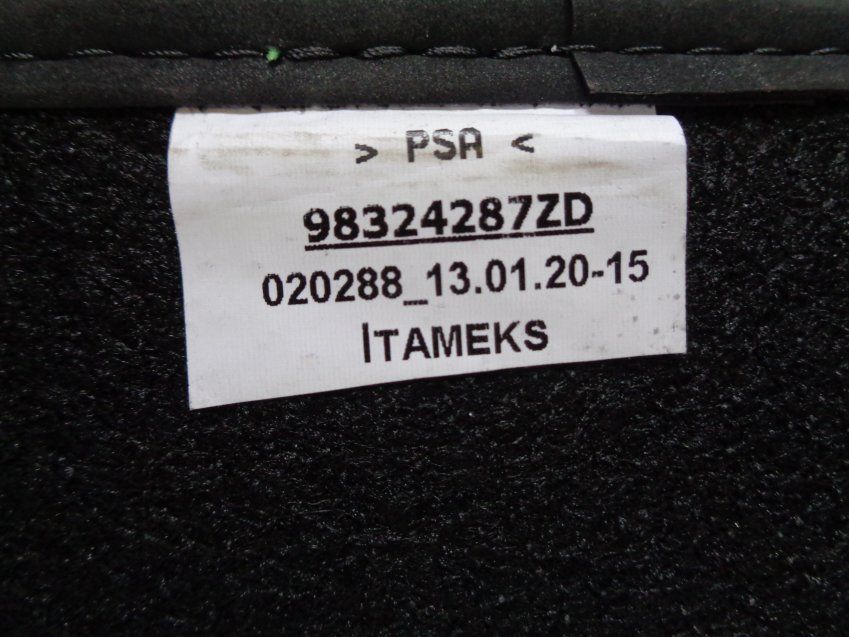 > PSA <
98324287ZD
020288_13.01.20-15
ITAMEKS